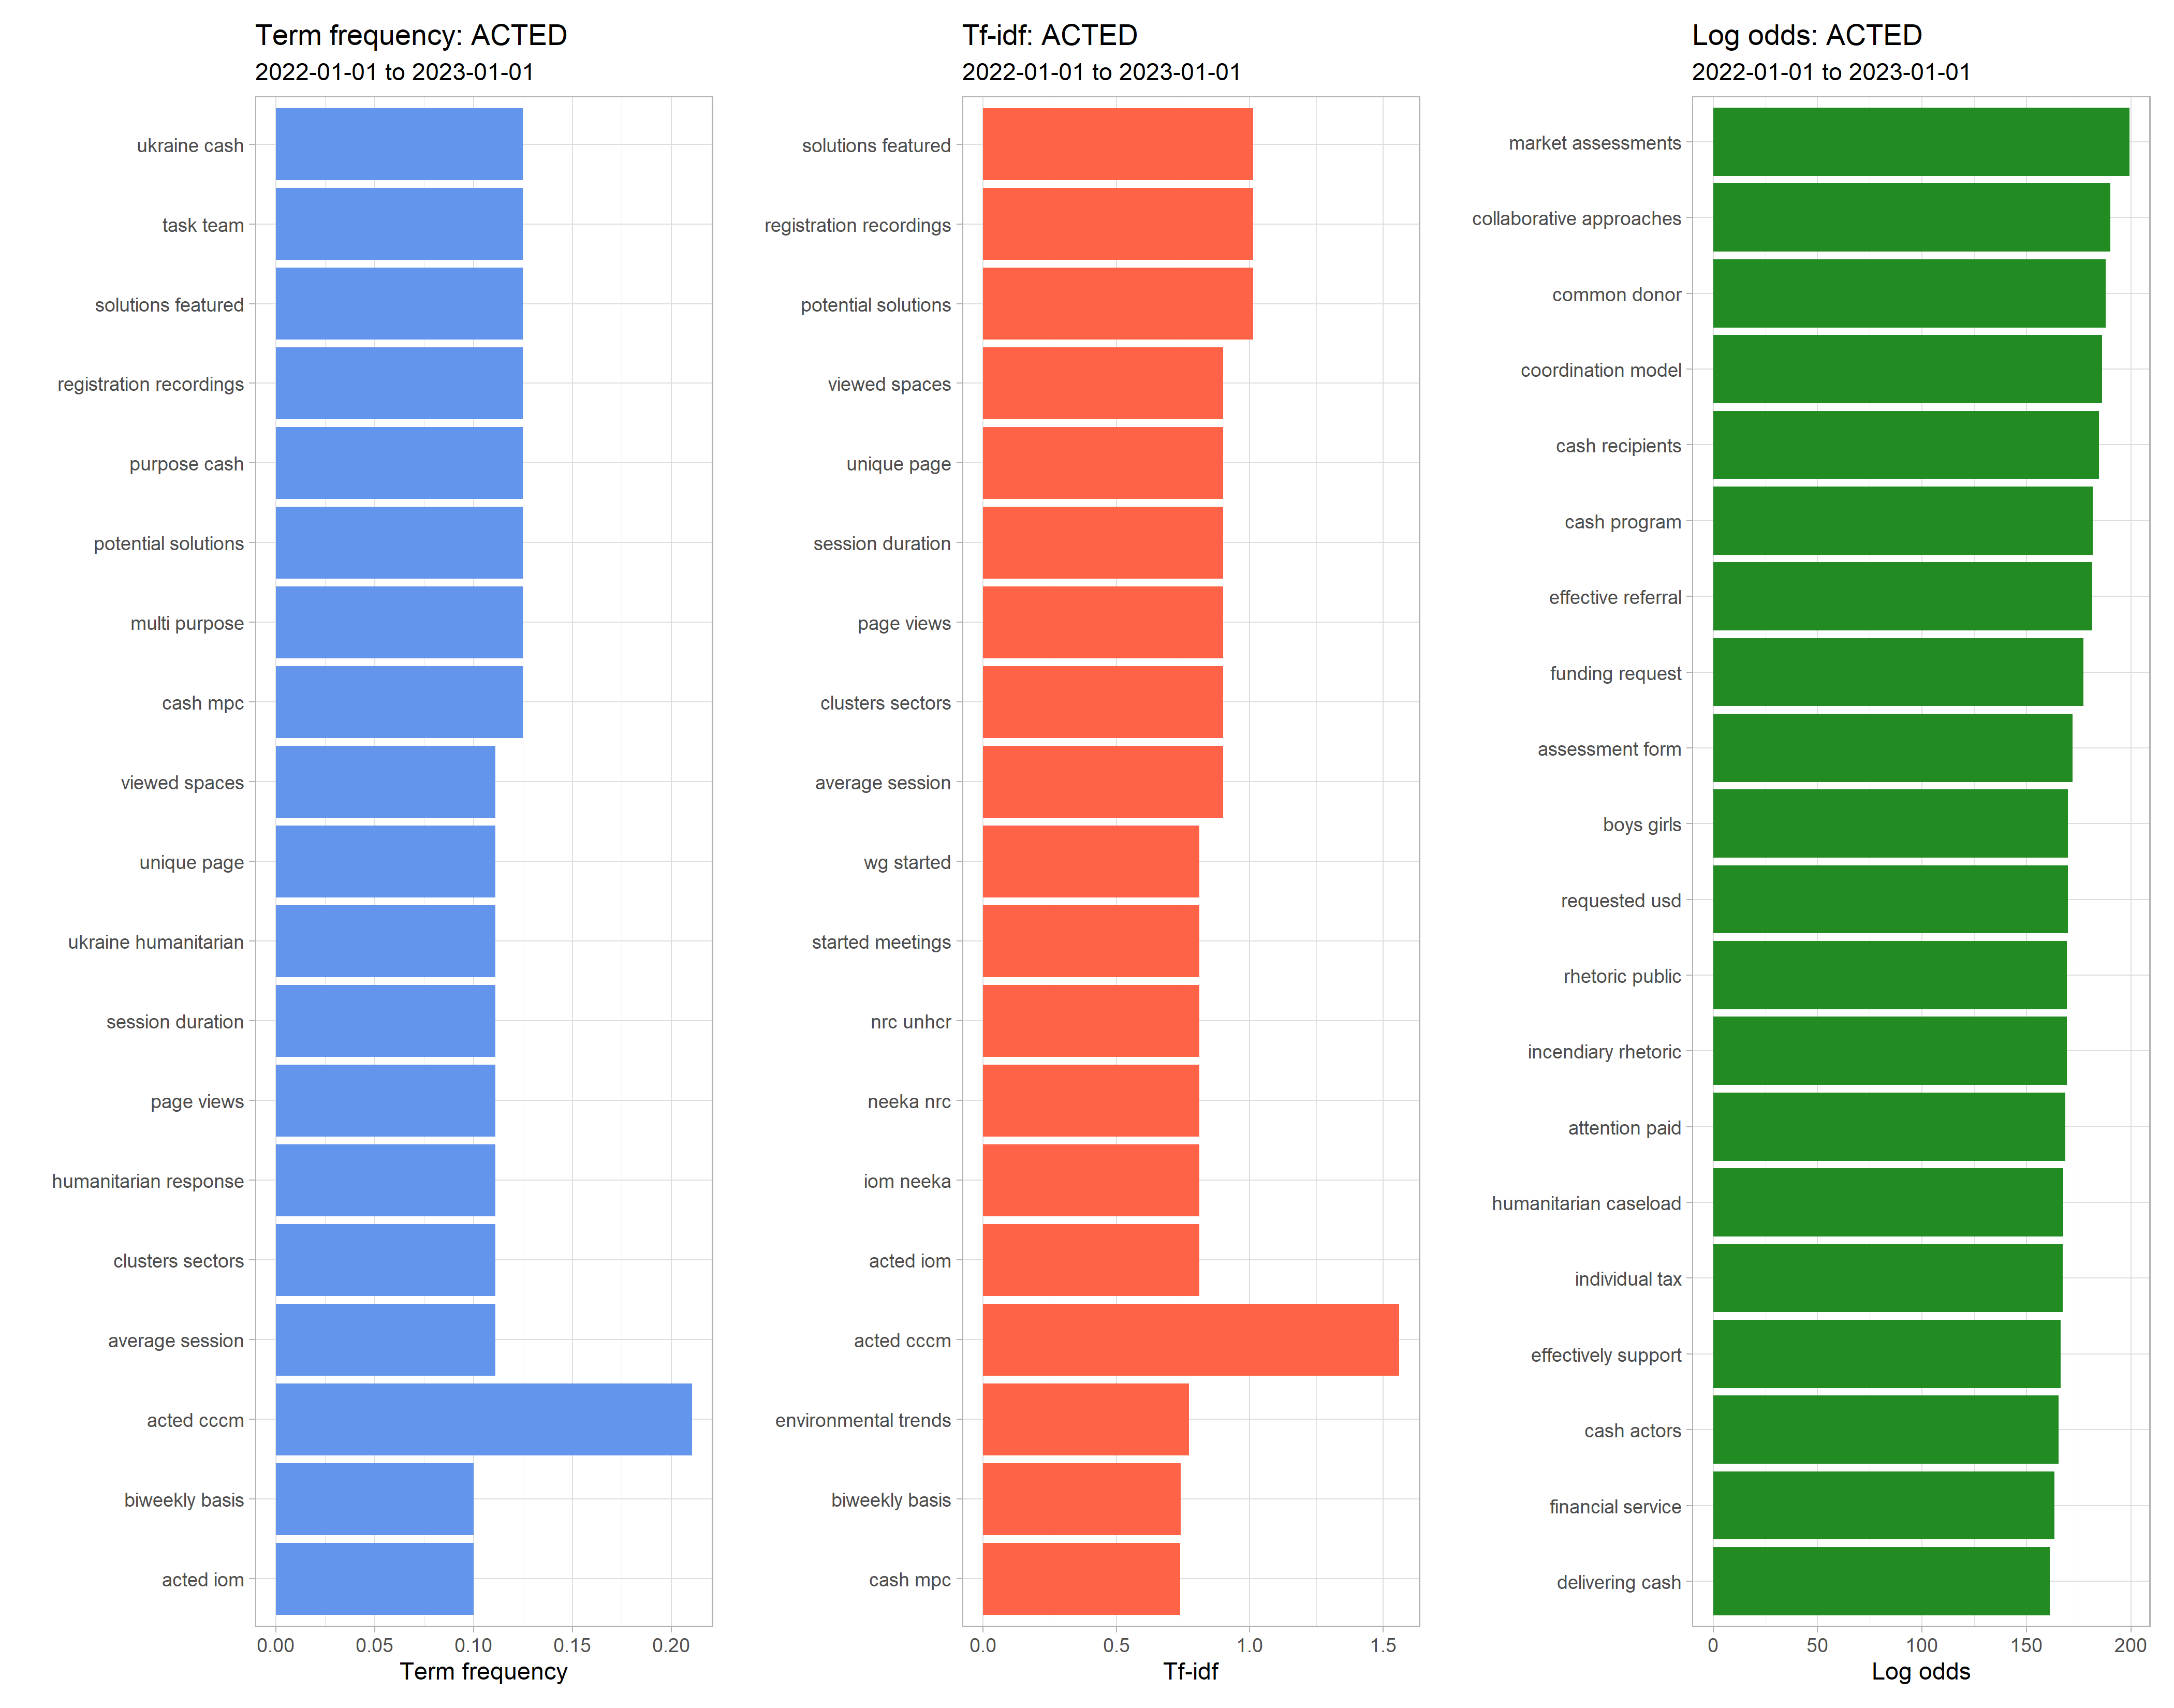 Term frequency: ACTED
2022-01-01 to 2023-01-01
ukraine cash
task team
solutions featured
registration recordings
purpose cash
potential solutions
multi purpose
cash mpc
viewed spaces
unique page
ukraine humanitarian
session duration
page views
humanitarian response
clusters sectors
average session
acted cccm
biweekly basis
acted iom
0.00 0.05 0.10 0.15 0.20
Term frequency
Tf-idf: ACTED
2022-01-01 to 2023-01-01
solutions featured
registration recordings
potential solutions
viewed spaces
unique page
session duration
page views
clusters sectors
average session
wg started
started meetings
nrc unhcr
neeka nrc
iom neeka
acted iom
acted cccm
environmental trends
biweekly basis
cash mpc
0.0 0.5 1.0 1.5
Tf-idf
Log odds: ACTED
2022-01-01 to 2023-01-01
market assessments
collaborative approaches
common donor
coordination model
cash recipients
cash program
effective referral
funding request
assessment form
boys girls
requested usd
rhetoric public
incendiary rhetoric
attention paid
humanitarian caseload
individual tax
effectively support
cash actors
financial service
delivering cash
0 50 100 150 200
Log odds